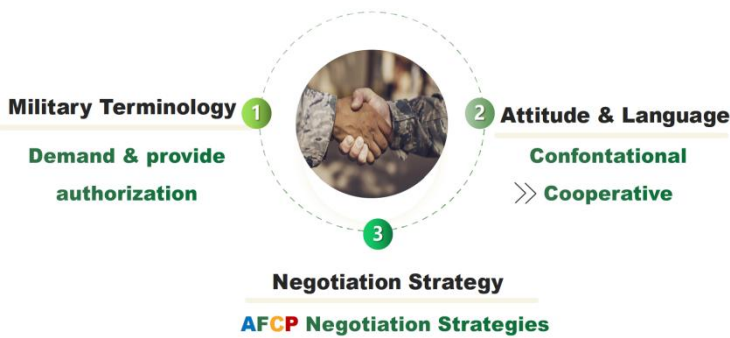 Military Terminology
1
Demand & provide
authorization
2
Attitude & Language
Confontational
>> Cooperative
3
Negotiation Strategy
AFCP Negotiation Strategies